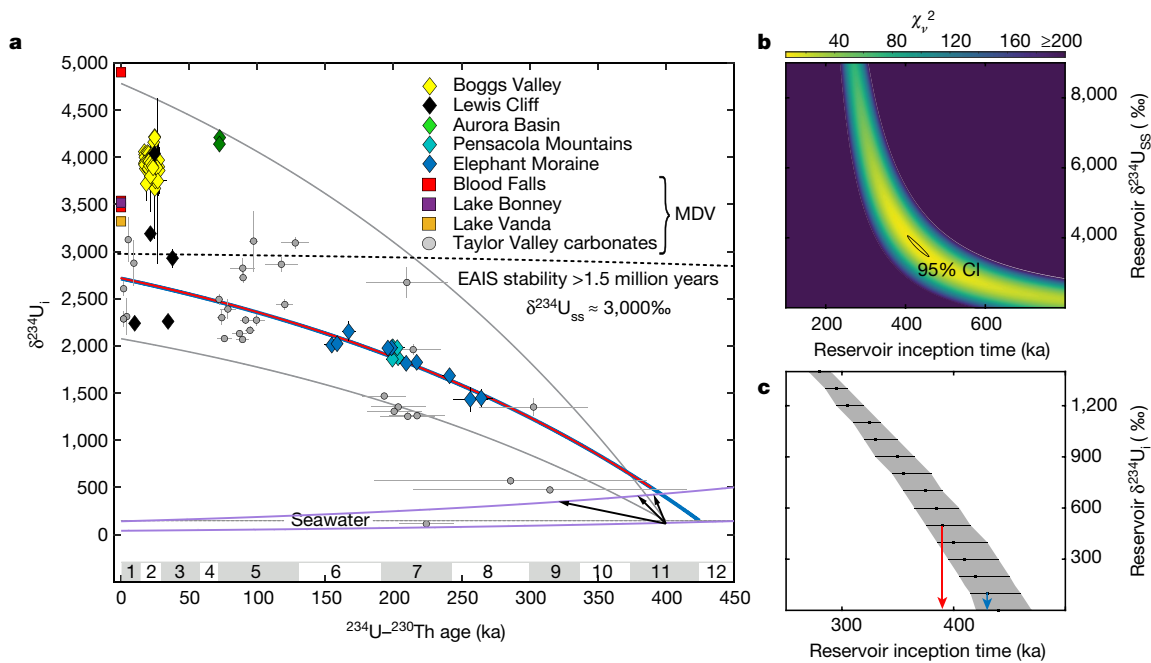 a
δ²³⁴Uᵢ
5,000
4,500
4,000
3,500
3,000
2,500
2,000
1,500
1,000
500
0
Boggs Valley
Lewis Cliff
Aurora Basin
Pensacola Mountains
Elephant Moraine
Blood Falls
Lake Bonney
Lake Vanda
Taylor Valley carbonates
MDV
EAIS stability >1.5 million years
δ²³⁴Uss ≈ 3,000‰
Seawater
1 2 3 4 5 6 7 8 9 10 11 12
0 50 100 150 200 250 300 350 400 450
²³⁴U–²³⁰Th age (ka)
b
χᵥ²
40 80 120 160 ≥200
8,000
6,000
4,000
Reservoir δ²³⁴USS (‰)
95% CI
200 400 600
Reservoir inception time (ka)
c
1,200
900
600
300
Reservoir δ²³⁴Uᵢ (‰)
300 400
Reservoir inception time (ka)